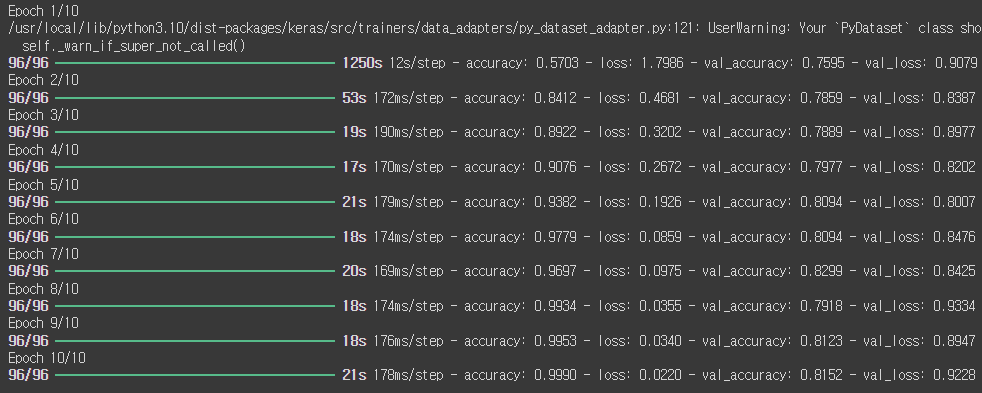 Epoch 1/10
/usr/local/lib/python3.10/dist-packages/keras/src/trainers/data_adapters/py_dataset_adapter.py:121: UserWarning: Your `PyDataset` class sho
self._warn_if_super_not_called()
96/96 1250s 12s/step - accuracy: 0.5703 - loss: 1.7986 - val_accuracy: 0.7595 - val_loss: 0.9079
Epoch 2/10
96/96 53s 172ms/step - accuracy: 0.8412 - loss: 0.4681 - val_accuracy: 0.7859 - val_loss: 0.8387
Epoch 3/10
96/96 19s 190ms/step - accuracy: 0.8922 - loss: 0.3202 - val_accuracy: 0.7889 - val_loss: 0.8977
Epoch 4/10
96/96 17s 170ms/step - accuracy: 0.9076 - loss: 0.2672 - val_accuracy: 0.7977 - val_loss: 0.8202
Epoch 5/10
96/96 21s 179ms/step - accuracy: 0.9382 - loss: 0.1926 - val_accuracy: 0.8094 - val_loss: 0.8007
Epoch 6/10
96/96 18s 174ms/step - accuracy: 0.9779 - loss: 0.0859 - val_accuracy: 0.8094 - val_loss: 0.8476
Epoch 7/10
96/96 20s 169ms/step - accuracy: 0.9697 - loss: 0.0975 - val_accuracy: 0.8299 - val_loss: 0.8425
Epoch 8/10
96/96 18s 174ms/step - accuracy: 0.9934 - loss: 0.0355 - val_accuracy: 0.7918 - val_loss: 0.9334
Epoch 9/10
96/96 18s 176ms/step - accuracy: 0.9953 - loss: 0.0340 - val_accuracy: 0.8123 - val_loss: 0.8947
Epoch 10/10
96/96 21s 178ms/step - accuracy: 0.9990 - loss: 0.0220 - val_accuracy: 0.8152 - val_loss: 0.9228